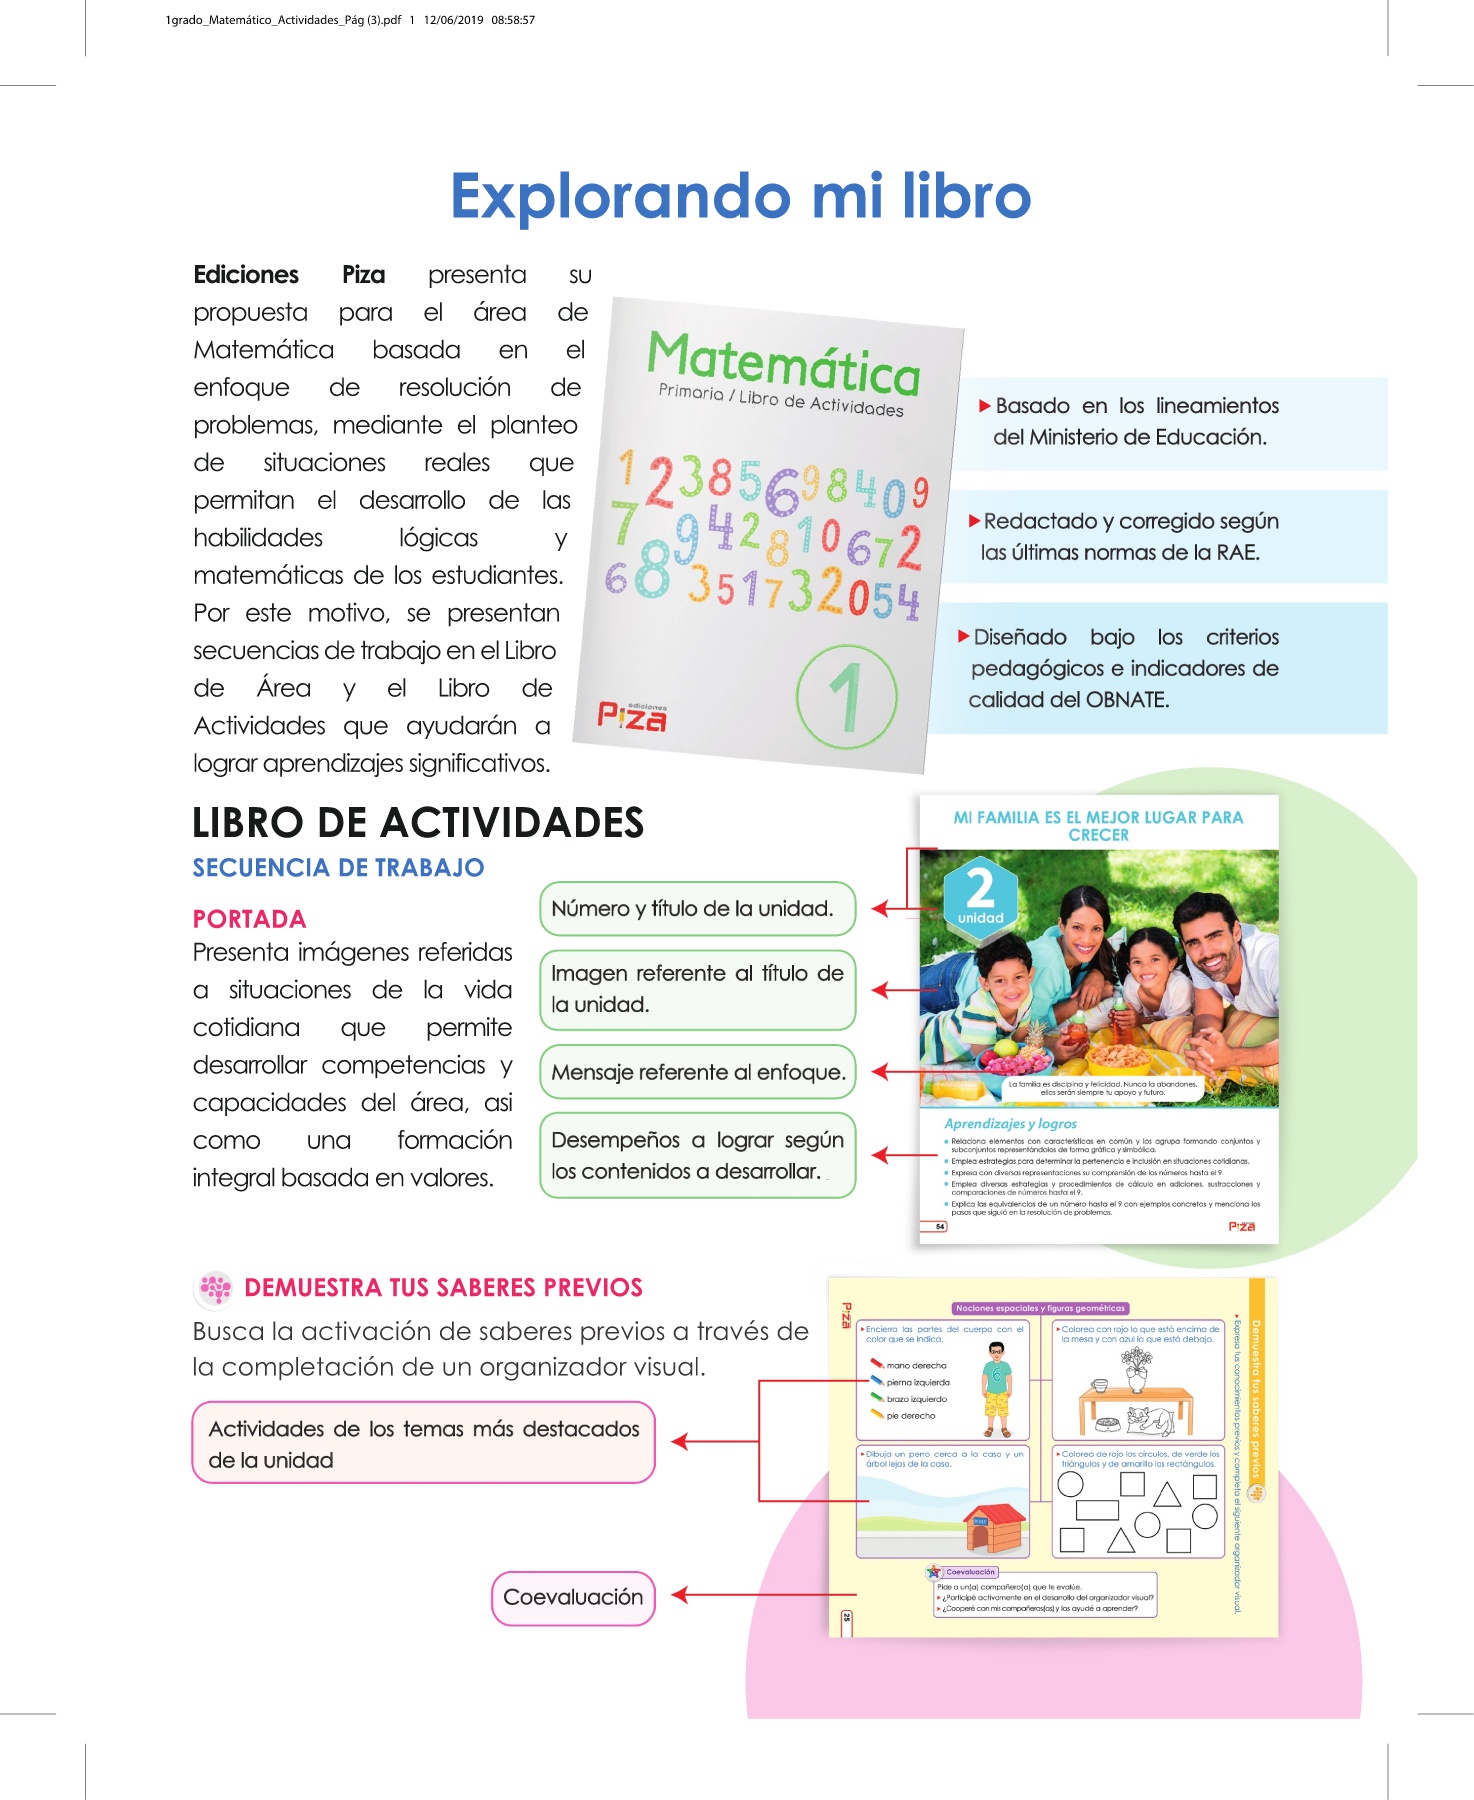 1grado_Matemático_Actividades_Pág (3).pdf 1 12/06/2019 08:58:57
Explorando mi libro
Ediciones Piza presenta su
propuesta para el área de
Matemática basada en el
enfoque de resolución de
problemas, mediante el planteo
de situaciones reales que
permitan el desarrollo de las
habilidades lógicas y
matemáticas de los estudiantes.
Por este motivo, se presentan
secuencias de trabajo en el Libro
de Área y el Libro de
Actividades que ayudarán a
lograr aprendizajes significativos.
Matemática
Primaria / Libro de Actividades
1 2 3 8 5 6 9 8 4 0 9
7 9 4 2 8 1 0 6 7 2
6 8 3 5 1 7 3 2 0 5 4
1
ediciones
Piza
Basado en los lineamientos
del Ministerio de Educación.
Redactado y corregido según
las últimas normas de la RAE.
Diseñado bajo los criterios
pedagógicos e indicadores de
calidad del OBNATE.
LIBRO DE ACTIVIDADES
SECUENCIA DE TRABAJO
PORTADA
Presenta imágenes referidas
a situaciones de la vida
cotidiana que permite
desarrollar competencias y
capacidades del área, asi
como una formación
integral basada en valores.
Número y título de la unidad.
Imagen referente al título de
la unidad.
Mensaje referente al enfoque.
Desempeños a lograr según
los contenidos a desarrollar.
MI FAMILIA ES EL MEJOR LUGAR PARA
CRECER
2
unidad
La familia es disciplina y felicidad. Nunca la abandones,
ellos serán siempre tu apoyo y futuro.
Aprendizajes y logros
Relaciona elementos con características en común y los agrupa formando conjuntos y
subconjuntos representándolos de forma gráfica y simbólica.
Emplea estrategias para determinar la pertenencia e inclusión en situaciones cotidianas.
Expresa con diversas representaciones su comprensión de los números hasta el 9.
Emplea diversas estrategias y procedimientos de cálculo en adiciones, sustracciones y
comparaciones de números hasta el 9.
Explica las equivalencias de un número hasta el 9 con ejemplos concretos y menciona los
pasos que siguió en la resolución de problemas.
54
Piza
DEMUESTRA TUS SABERES PREVIOS
Busca la activación de saberes previos a través de
la completación de un organizador visual.
Actividades de los temas más destacados
de la unidad
Coevaluación
Demuestra tus saberes previos
Expresa tus conocimientos previos y completa el siguiente organizador visual.
Piza
Nociones espaciales y figuras geométricas
Encierra las partes del cuerpo con el
color que se indica.
mano derecha
pierna izquierda
brazo izquierdo
pie derecho
6
Colorea con rojo lo que está encima de
la mesa y con azul lo que está debajo.
Dibuja un perro cerca a la casa y un
árbol lejos de la casa.
Colorea de rojo los círculos, de verde los
triángulos y de amarillo los rectángulos.
Coevaluación
Pide a un(a) compañero(a) que te evalúe.
¿Participé activamente en el desarrollo del organizador visual?
¿Cooperé con mis compañeros(as) y los ayudé a aprender?
25